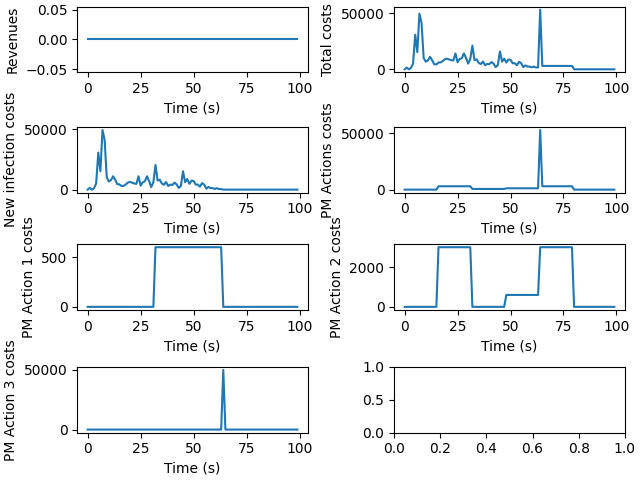 Revenues
0.05
0.00
−0.05
0 25 50 75 100
Time (s)
Total costs
50000
0
0 25 50 75 100
Time (s)
New infection costs
50000
0
0 25 50 75 100
Time (s)
PM Actions costs
50000
0
0 25 50 75 100
Time (s)
PM Action 1 costs
500
0
0 25 50 75 100
Time (s)
PM Action 2 costs
2000
0
0 25 50 75 100
Time (s)
PM Action 3 costs
50000
0
0 25 50 75 100
Time (s)
1.0
0.5
0.0
0.0 0.2 0.4 0.6 0.8 1.0